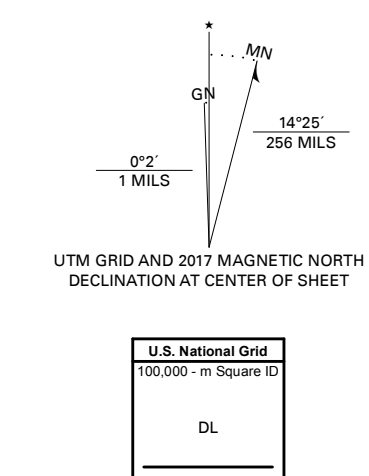 ★
MN
GN
14°25´
256 MILS
0°2´
1 MILS
UTM GRID AND 2017 MAGNETIC NORTH
DECLINATION AT CENTER OF SHEET
U.S. National Grid
100,000 - m Square ID
DL